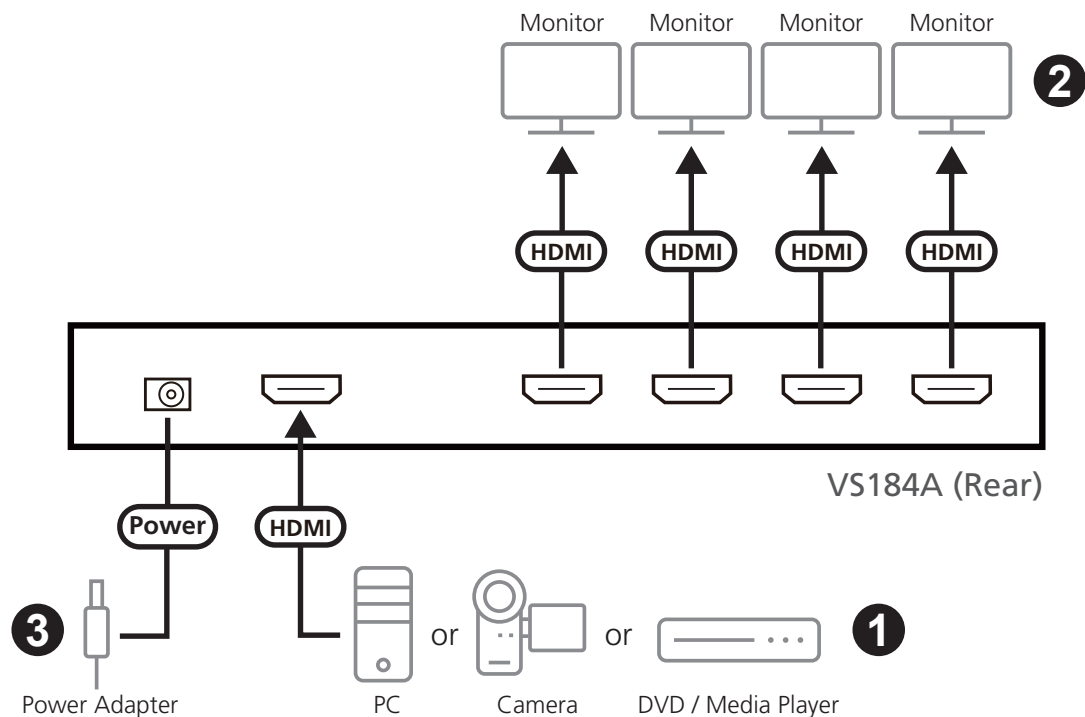 Monitor Monitor Monitor Monitor
2
HDMI HDMI HDMI HDMI
VS184A (Rear)
Power HDMI
3 or or 1
Power Adapter PC Camera DVD / Media Player